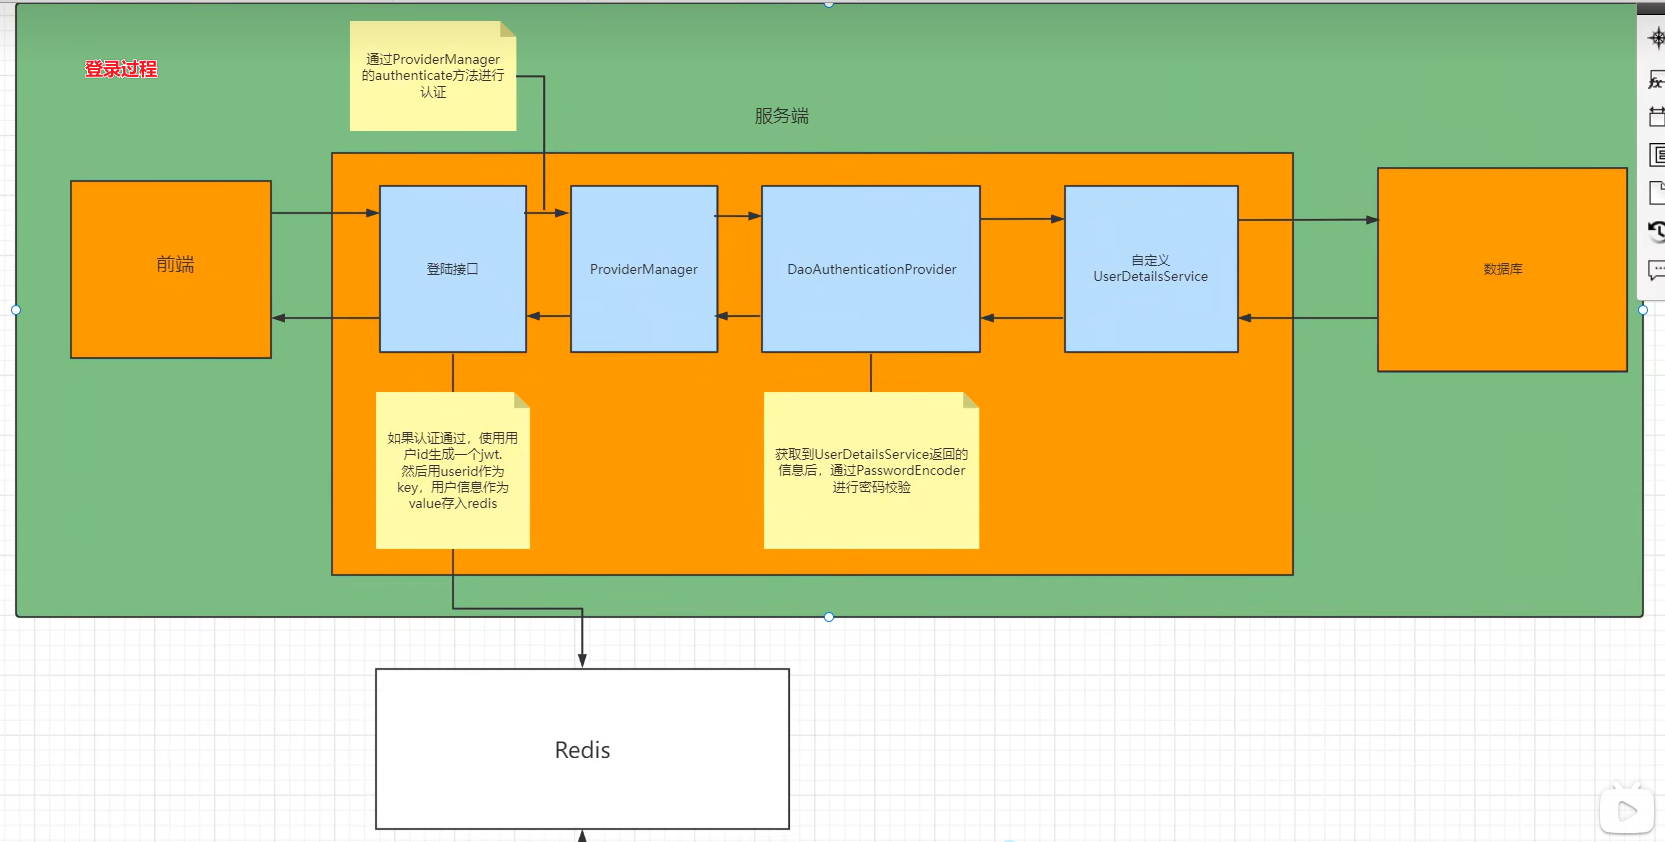 登录过程
通过ProviderManager
的authenticate方法进行
认证
服务端
前端
登陆接口
ProviderManager
DaoAuthenticationProvider
自定义
UserDetailsService
数据库
如果认证通过，使用用
户id生成一个jwt.
然后用userid作为
key，用户信息作为
value存入redis
获取到UserDetailsService返回的
信息后，通过PasswordEncoder
进行密码校验
Redis